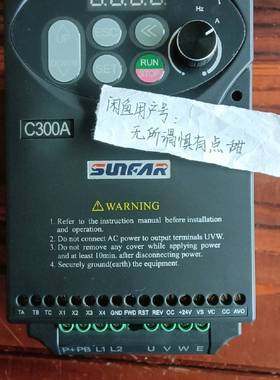 ESC
RUN
SET
STOP
A
Hz
闲鱼用户号:
无所谓惧有点甜
C300A
SUNFAR
WARNING
1. Refer to the instruction manual before installation
and operation.
2. Do not connect AC power to output terminals UVW.
3. Do not remove any cover while applying power
and at least 10min. after disconnecting power.
4. Securely ground(earth) the equipment.
TA TB TC X1 X2 X3 X4 GND FWD RST REV CC +24V VS VC CC AVO
P+ PB L1 L2 U V W E